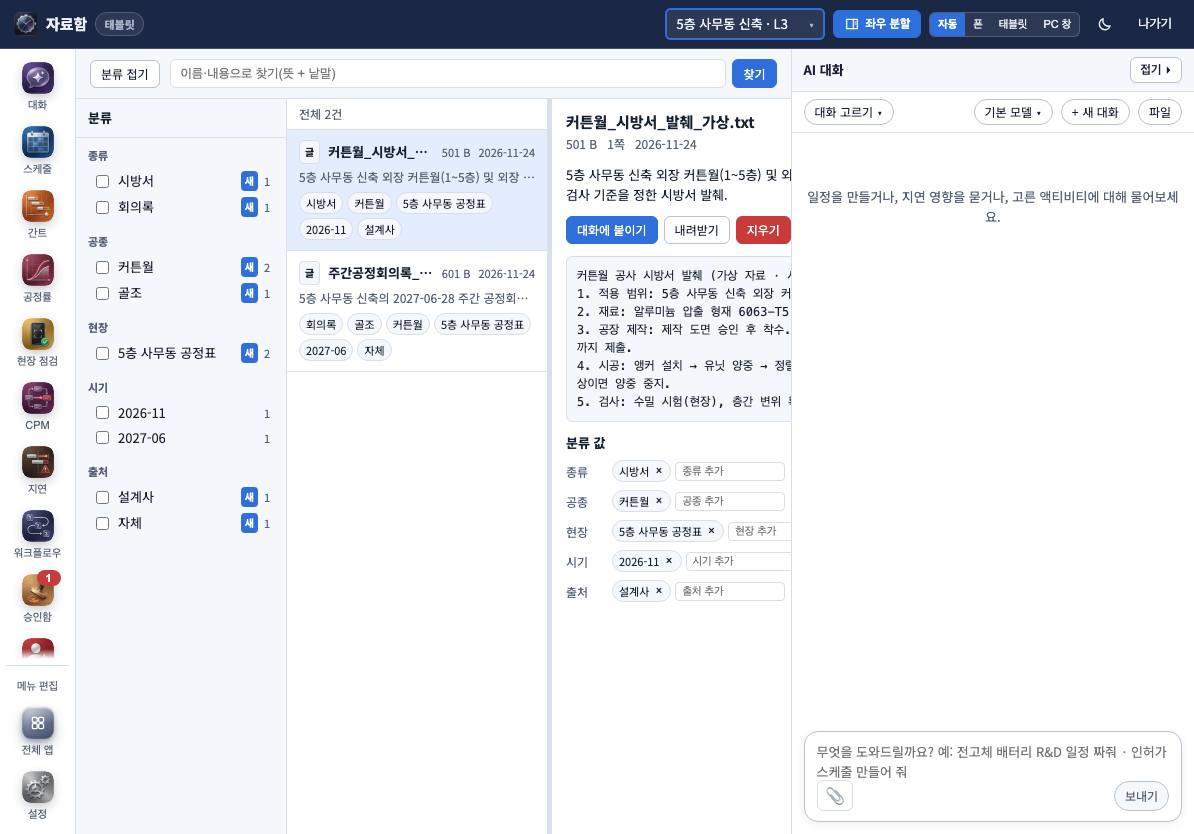 자료함
태블릿
5층 사무동 신축 · L3
좌우 분할
자동
폰
태블릿
PC 창
나가기
대화
스케줄
간트
공정률
현장 점검
CPM
지연
워크플로우
1
승인함
메뉴 편집
전체 앱
설정
분류 접기
이름·내용으로 찾기(뜻 + 낱말)
찾기
분류
종류
시방서 새 1
회의록 새 1
공종
커튼월 새 2
골조 새 1
현장
5층 사무동 공정표 새 2
시기
2026-11 1
2027-06 1
출처
설계사 새 1
자체 새 1
전체 2건
글 커튼월_시방서_… 501 B 2026-11-24
5층 사무동 신축 외장 커튼월(1~5층) 및 외장 …
시방서 커튼월 5층 사무동 공정표
2026-11 설계사
글 주간공정회의록_… 601 B 2026-11-24
5층 사무동 신축의 2027-06-28 주간 공정회…
회의록 골조 커튼월 5층 사무동 공정표
2027-06 자체
커튼월_시방서_발췌_가상.txt
501 B 1쪽 2026-11-24
5층 사무동 신축 외장 커튼월(1~5층) 및 외
검사 기준을 정한 시방서 발췌.
대화에 붙이기 내려받기 지우기
커튼월 공사 시방서 발췌 (가상 자료 ·
1. 적용 범위: 5층 사무동 신축 외장 커
2. 재료: 알루미늄 압출 형재 6063-T5
3. 공장 제작: 제작 도면 승인 후 착수.
까지 제출.
4. 시공: 앵커 설치 → 유닛 양중 → 정렬
상이면 양중 중지.
5. 검사: 수밀 시험(현장), 층간 변위
분류 값
종류 시방서 × 종류 추가
공종 커튼월 × 공종 추가
현장 5층 사무동 공정표 × 현장 추가
시기 2026-11 × 시기 추가
출처 설계사 × 출처 추가
AI 대화
접기
대화 고르기
기본 모델
+ 새 대화
파일
일정을 만들거나, 지연 영향을 묻거나, 고른 액티비티에 대해 물어보세
요.
무엇을 도와드릴까요? 예: 전고체 배터리 R&D 일정 짜줘 · 인허가
스케줄 만들어 줘
보내기